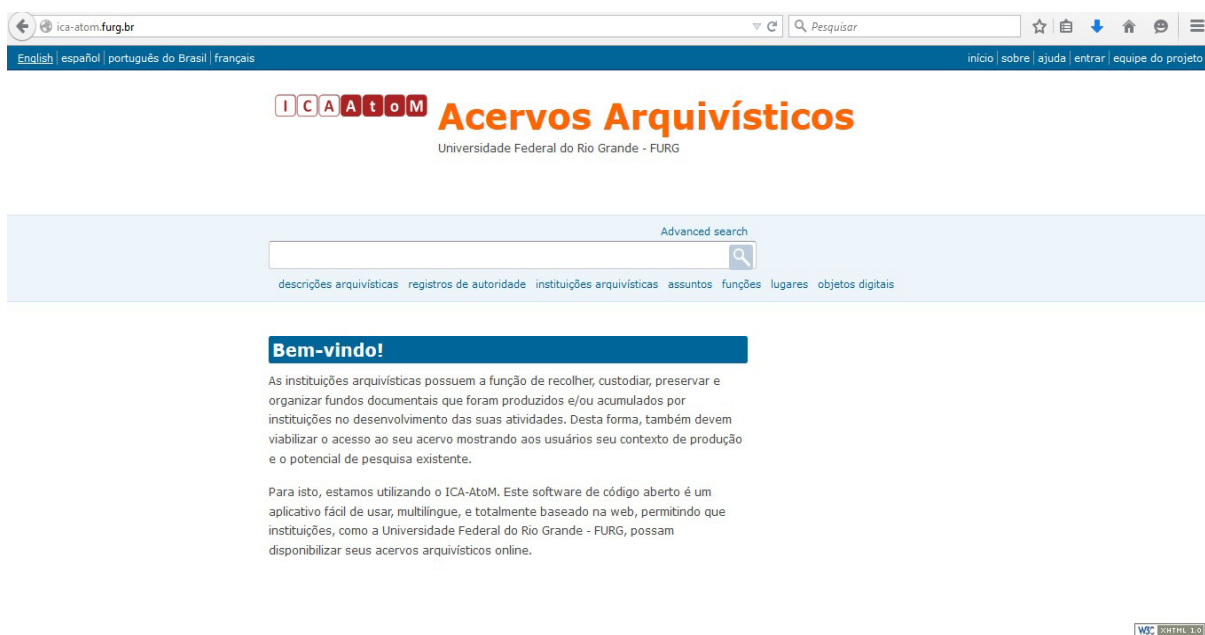 ica-atom.furg.br
Pesquisar
English | español | português do Brasil | français
início | sobre | ajuda | entrar | equipe do projeto
ICAAtoM
Acervos Arquivísticos
Universidade Federal do Rio Grande - FURG
Advanced search
descrições arquivísticas registros de autoridade instituições arquivísticas assuntos funções lugares objetos digitais
Bem-vindo!
As instituições arquivísticas possuem a função de recolher, custodiar, preservar e
organizar fundos documentais que foram produzidos e/ou acumulados por
instituições no desenvolvimento das suas atividades. Desta forma, também devem
viabilizar o acesso ao seu acervo mostrando aos usuários seu contexto de produção
e o potencial de pesquisa existente.
Para isto, estamos utilizando o ICA-AtoM. Este software de código aberto é um
aplicativo fácil de usar, multilíngue, e totalmente baseado na web, permitindo que
instituições, como a Universidade Federal do Rio Grande - FURG, possam
disponibilizar seus acervos arquivísticos online.
W3C XHTML 1.0